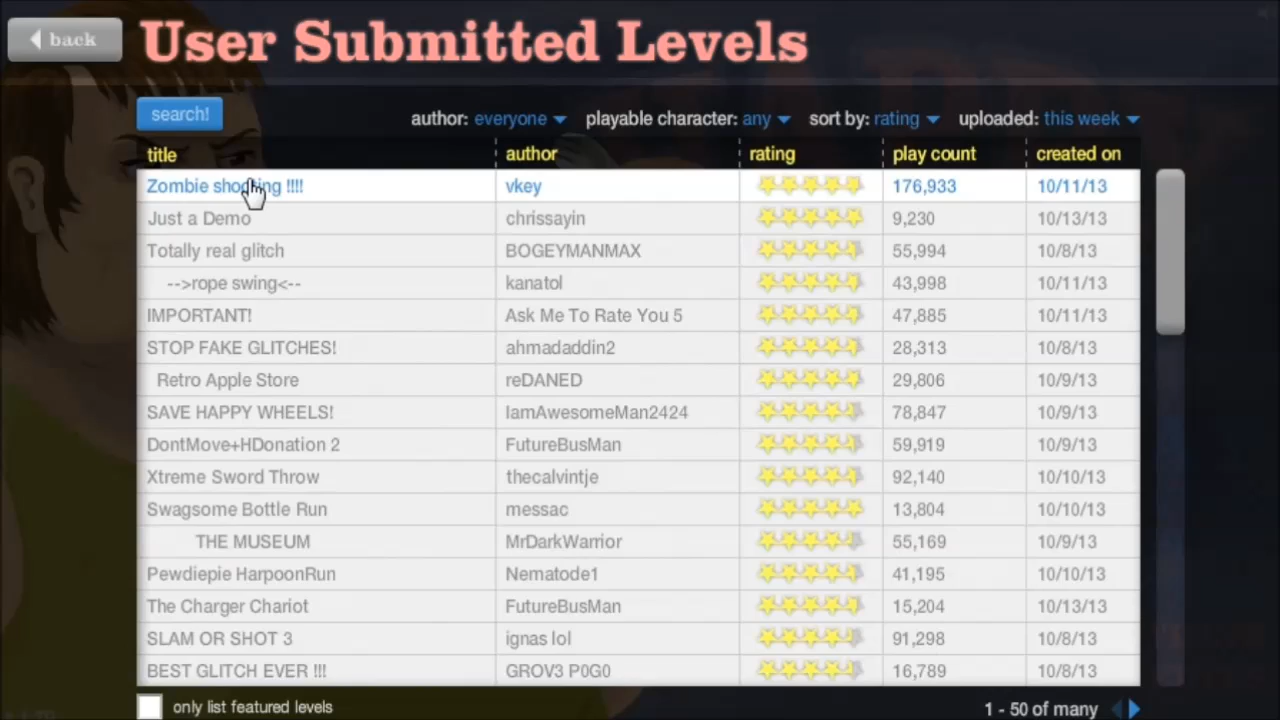 back
User Submitted Levels
search!
author: everyone playable character: any sort by: rating uploaded: this week
title author rating play count created on
Zombie shooting !!!! vkey 176,933 10/11/13
Just a Demo chrissayin 9,230 10/13/13
Totally real glitch BOGEYMANMAX 55,994 10/8/13
-->rope swing<-- kanatol 43,998 10/11/13
IMPORTANT! Ask Me To Rate You 5 47,885 10/11/13
STOP FAKE GLITCHES! ahmadaddin2 28,313 10/8/13
Retro Apple Store reDANED 29,806 10/9/13
SAVE HAPPY WHEELS! IamAwesomeMan2424 78,847 10/9/13
DontMove+HDonation 2 FutureBusMan 59,919 10/9/13
Xtreme Sword Throw thecalvintje 92,140 10/10/13
Swagsome Bottle Run messac 13,804 10/10/13
THE MUSEUM MrDarkWarrior 55,169 10/9/13
Pewdiepie HarpoonRun Nematode1 41,195 10/10/13
The Charger Chariot FutureBusMan 15,204 10/13/13
SLAM OR SHOT 3 ignas lol 91,298 10/8/13
BEST GLITCH EVER !!! GROV3 P0G0 16,789 10/8/13
only list featured levels 1 - 50 of many